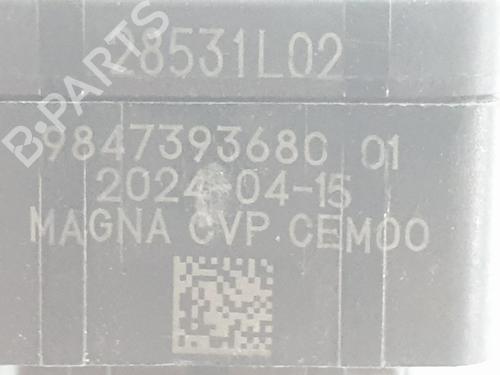 28531L02
9847393680 01
2024-04-15
MAGNA CVP CEM00
B-PARTS